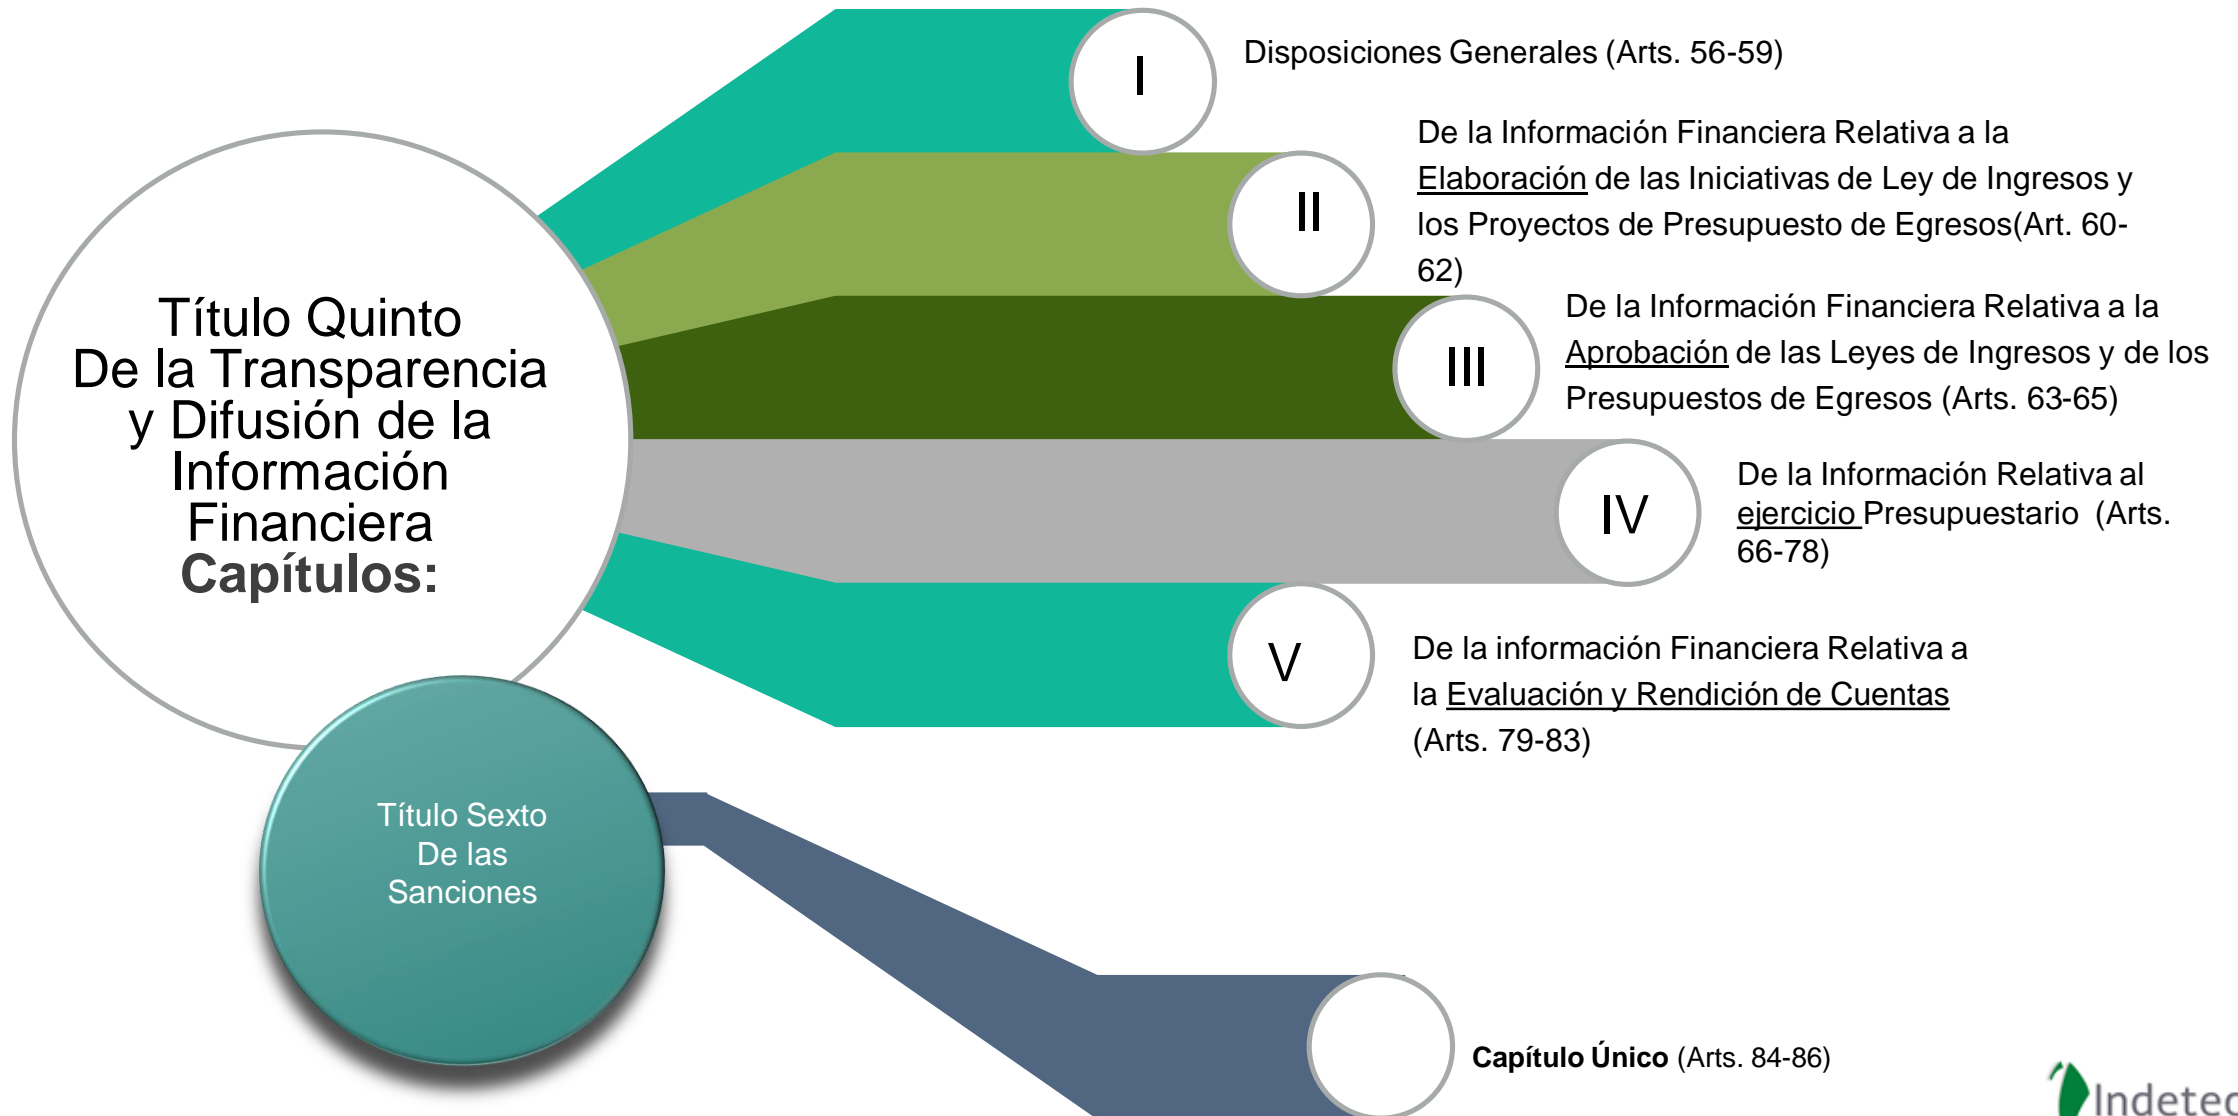 Título Quinto
De la Transparencia
y Difusión de la
Información
Financiera
Capítulos:
I
Disposiciones Generales (Arts. 56-59)
II
De la Información Financiera Relativa a la
Elaboración de las Iniciativas de Ley de Ingresos y
los Proyectos de Presupuesto de Egresos(Art. 60-
62)
III
De la Información Financiera Relativa a la
Aprobación de las Leyes de Ingresos y de los
Presupuestos de Egresos (Arts. 63-65)
IV
De la Información Relativa al
ejercicio Presupuestario (Arts.
66-78)
V
De la información Financiera Relativa a
la Evaluación y Rendición de Cuentas
(Arts. 79-83)
Título Sexto
De las
Sanciones
Capítulo Único (Arts. 84-86)
Indetec